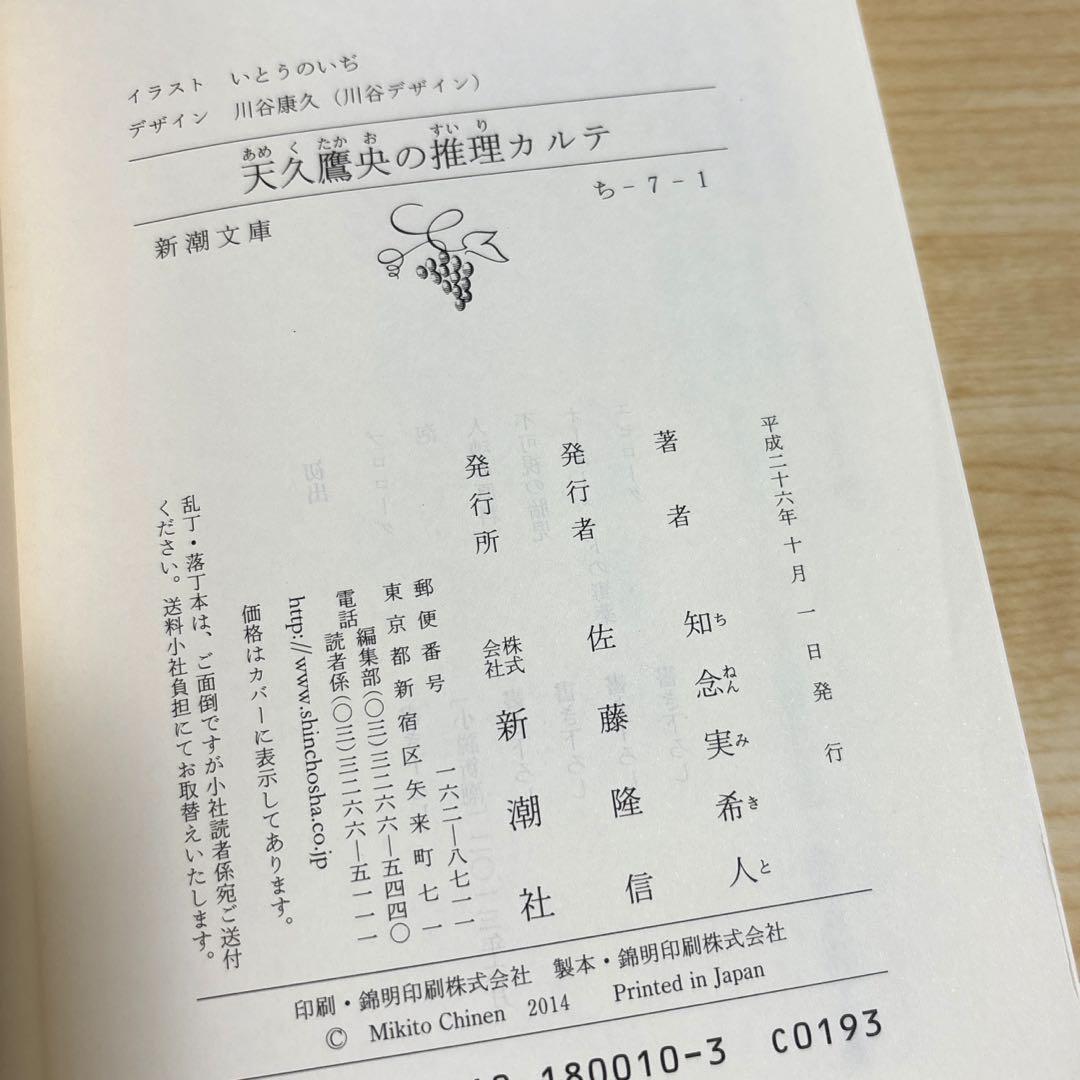 イラスト いとうのいぢ
デザイン 川谷康久(川谷デザイン)
天久鷹央の推理カルテ
あめ く たか お すい り
新潮文庫
ち-7-1
平成二十六年十月一日発行
著者 知念実希人
ち ねん み き と
発行者 佐藤隆信
発行所 株式会社 新潮社
郵便番号 一六二―八七一一
東京都新宿区矢来町七一
電話 編集部(〇三)三二六六―五四四〇
読者係(〇三)三二六六―五一一一
http://www.shinchosha.co.jp
価格はカバーに表示してあります。
乱丁・落丁本は、ご面倒ですが小社読者係宛ご送付
ください。送料小社負担にてお取替えいたします。
印刷・錦明印刷株式会社 製本・錦明印刷株式会社
© Mikito Chinen 2014 Printed in Japan
180010-3 C0193